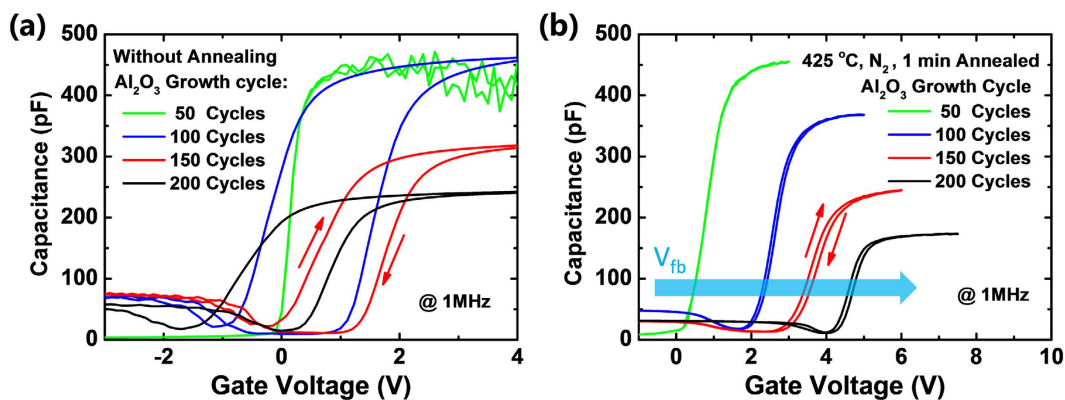 (a)
500
400
300
200
100
0
Capacitance (pF)
Without Annealing
Al₂O₃ Growth cycle:
50 Cycles
100 Cycles
150 Cycles
200 Cycles
@ 1MHz
-2
0
2
4
Gate Voltage (V)
(b)
500
400
300
200
100
0
Capacitance (pF)
425 °C, N₂, 1 min Annealed
Al₂O₃ Growth Cycle
50 Cycles
100 Cycles
150 Cycles
200 Cycles
V_fb
@ 1MHz
0
2
4
6
8
10
Gate Voltage (V)